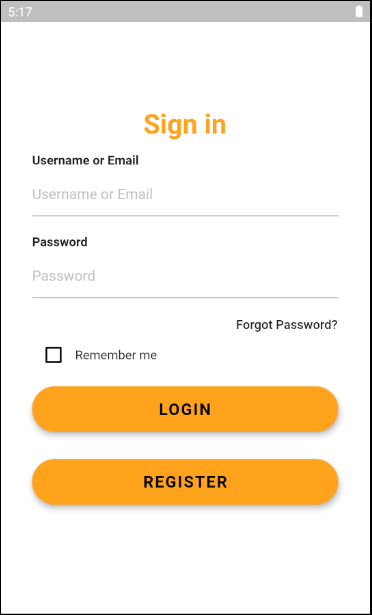 5:17
Sign in
Username or Email
Username or Email
Password
Password
Forgot Password?
Remember me
LOGIN
REGISTER